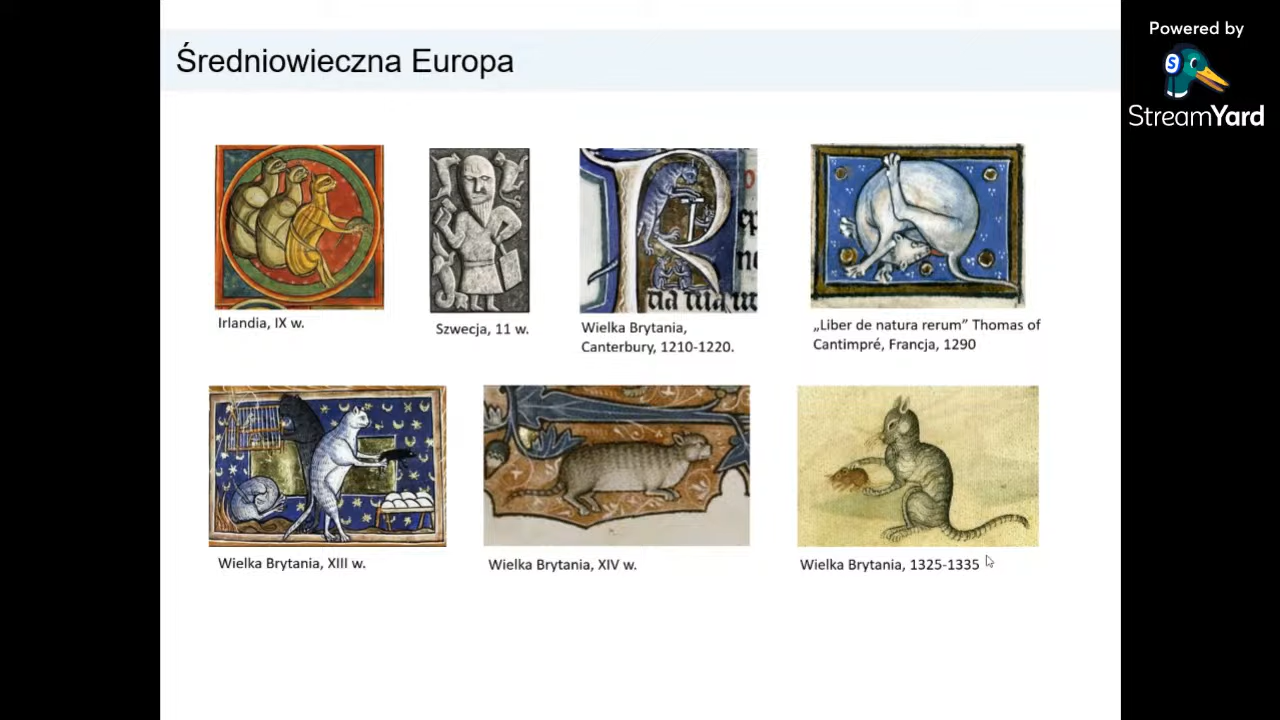 Średniowieczna Europa
Powered by
StreamYard
Irlandia, IX w.
Szwecja, 11 w.
Wielka Brytania,
Canterbury, 1210-1220.
„Liber de natura rerum” Thomas of
Cantimpré, Francja, 1290
Wielka Brytania, XIII w.
Wielka Brytania, XIV w.
Wielka Brytania, 1325-1335